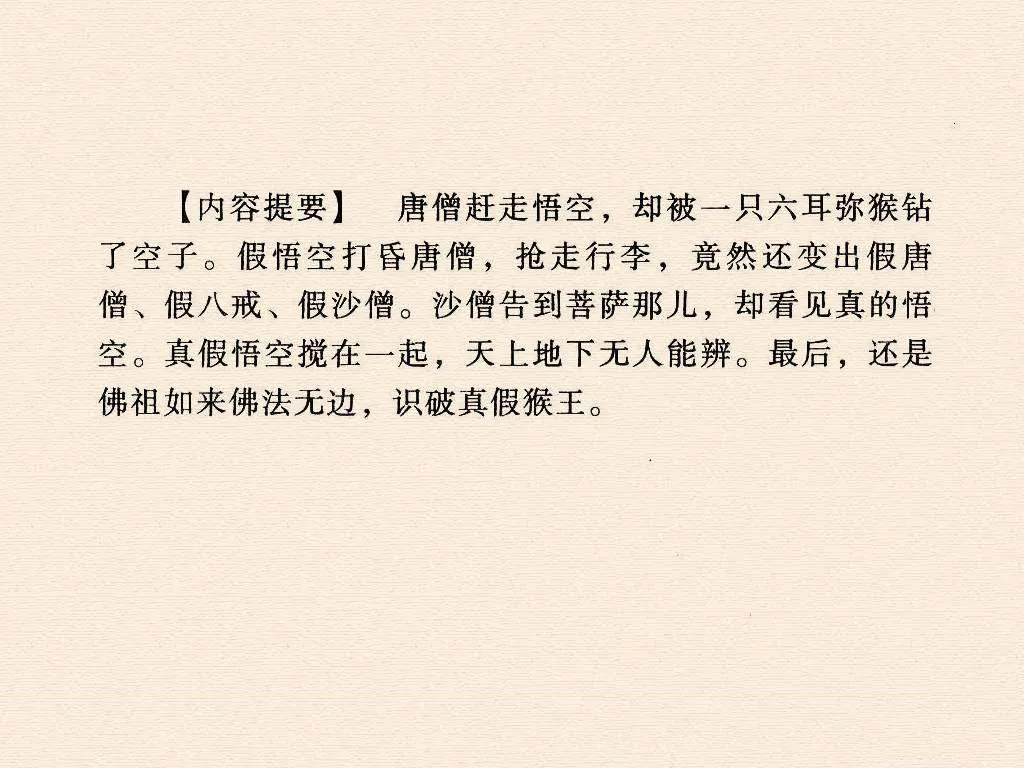 【内容提要】 唐僧赶走悟空，却被一只六耳弥猴钻
了空子。假悟空打昏唐僧，抢走行李，竟然还变出假唐
僧、假八戒、假沙僧。沙僧告到菩萨那儿，却看见真的悟
空。真假悟空搅在一起，天上地下无人能辨。最后，还是
佛祖如来佛法无边，识破真假猴王。